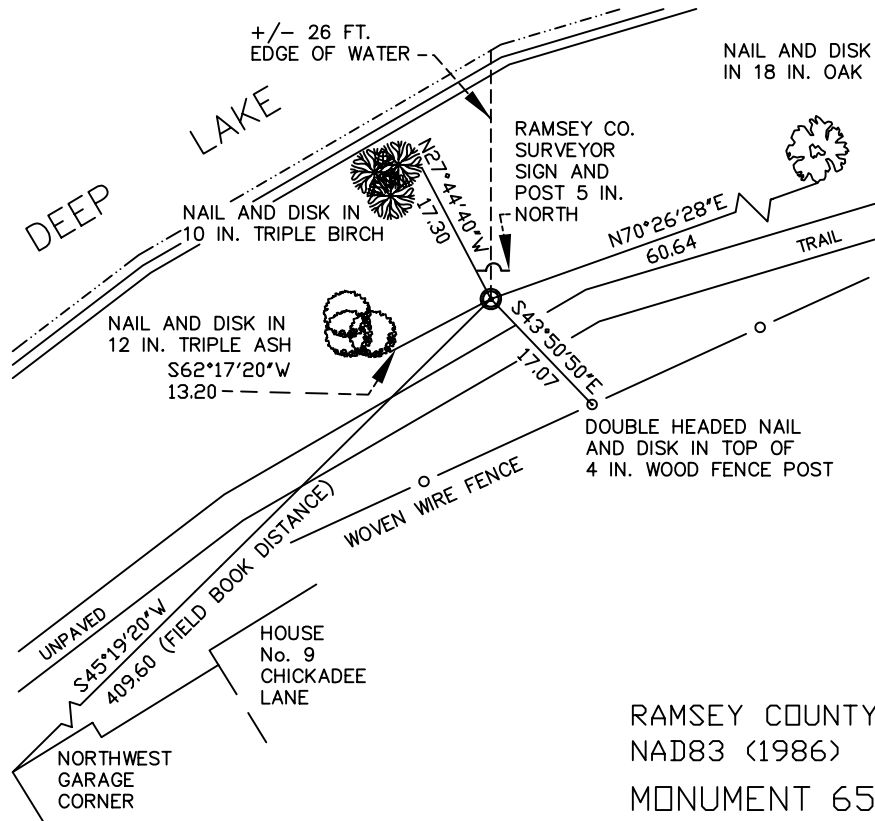 +/- 26 FT.
EDGE OF WATER
NAIL AND DISK
IN 18 IN. OAK
DEEP LAKE
RAMSEY CO.
SURVEYOR
SIGN AND
POST 5 IN.
NORTH
N27°44'40"W
17.30
NAIL AND DISK IN
10 IN. TRIPLE BIRCH
N70°26'28"E
60.64
TRAIL
NAIL AND DISK IN
12 IN. TRIPLE ASH
S62°17'20"W
13.20
S43°50'50"E
17.07
DOUBLE HEADED NAIL
AND DISK IN TOP OF
4 IN. WOOD FENCE POST
WOVEN WIRE FENCE
UNPAVED
S45°19'20"W
409.60 (FIELD BOOK DISTANCE)
HOUSE
No. 9
CHICKADEE
LANE
NORTHWEST
GARAGE
CORNER
RAMSEY COUNTY
NAD83 (1986)
MONUMENT 65